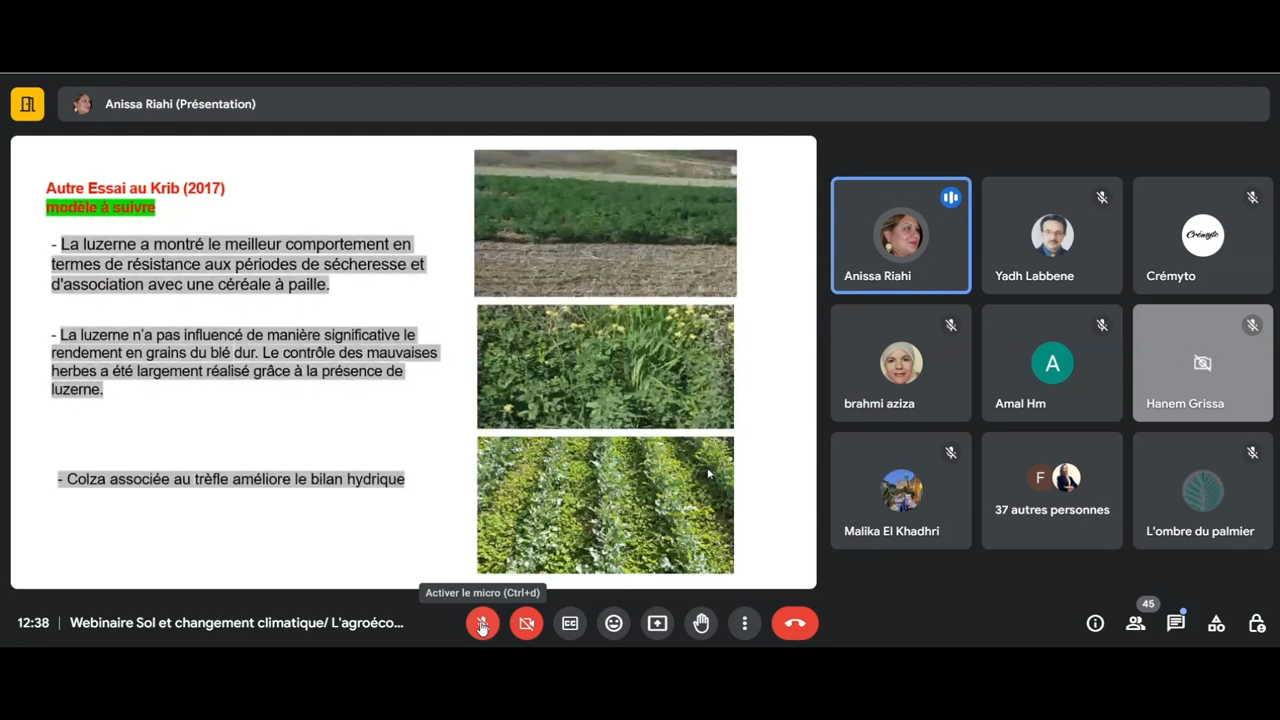 Anissa Riahi (Présentation)
Autre Essai au Krib (2017)
modèle à suivre
- La luzerne a montré le meilleur comportement en
termes de résistance aux périodes de sécheresse et
d'association avec une céréale à paille.
- La luzerne n'a pas influencé de manière significative le
rendement en grains du blé dur. Le contrôle des mauvaises
herbes a été largement réalisé grâce à la présence de
luzerne.
- Colza associée au trèfle améliore le bilan hydrique
Anissa Riahi
Yadh Labbene
Crémyto
Crémyto
brahmi aziza
A
Amal Hm
Hanem Grissa
Malika El Khadhri
F
37 autres personnes
L'ombre du palmier
Activer le micro (Ctrl+d)
12:38 | Webinaire Sol et changement climatique/ L'agroéco...
45